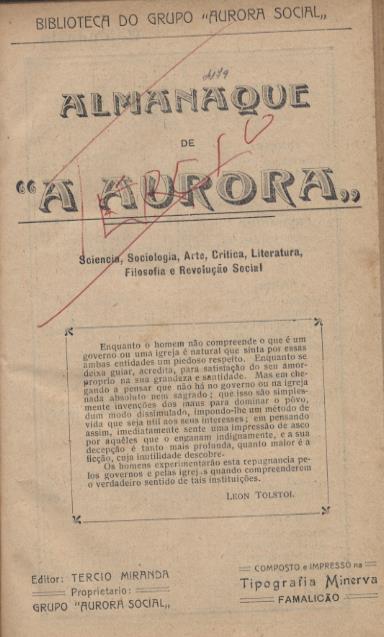 BIBLIOTECA DO GRUPO "AURORA SOCIAL„
419
ALMANAQUE
DE
"A AURORA„
Sciencia, Sociologia, Arte, Critica, Literatura,
Filosofia e Revolução Social
Enquanto o homem não compreende o que é um
governo ou uma igreja é natural que sinta por essas
ambas entidades um piedoso respeito. Enquanto se
deixa guiar, acredita, para satisfação do seu amor-
proprio na sua grandeza e santidade. Mas em che-
gando a pensar que não há no governo ou na igreja
nada absoluto nem sagrado; que isso são simples-
mente invenções dos maus para dominar o pôvo,
dum modo dissimulado, impondo-lhe um método de
vida que seja util aos seus interesses; em pensando
assim, imediatamente sente uma impressão de asco
por aquêles que o enganam indignamente, e a sua
decepção é tanto mais profunda, quanto maior é a
ficção, cuja inutilidade descobre.
Os homens experimentarão esta repugnancia pe-
los governos e pelas igrejas quando compreenderem
o verdadeiro sentido de tais instituições.
LEON TOLSTOI.
Editor: TERCIO MIRANDA
Proprietario:
GRUPO "AURORA SOCIAL„
COMPOSTO e IMPRESSO na
Tipografia Minerva
FAMALICÃO